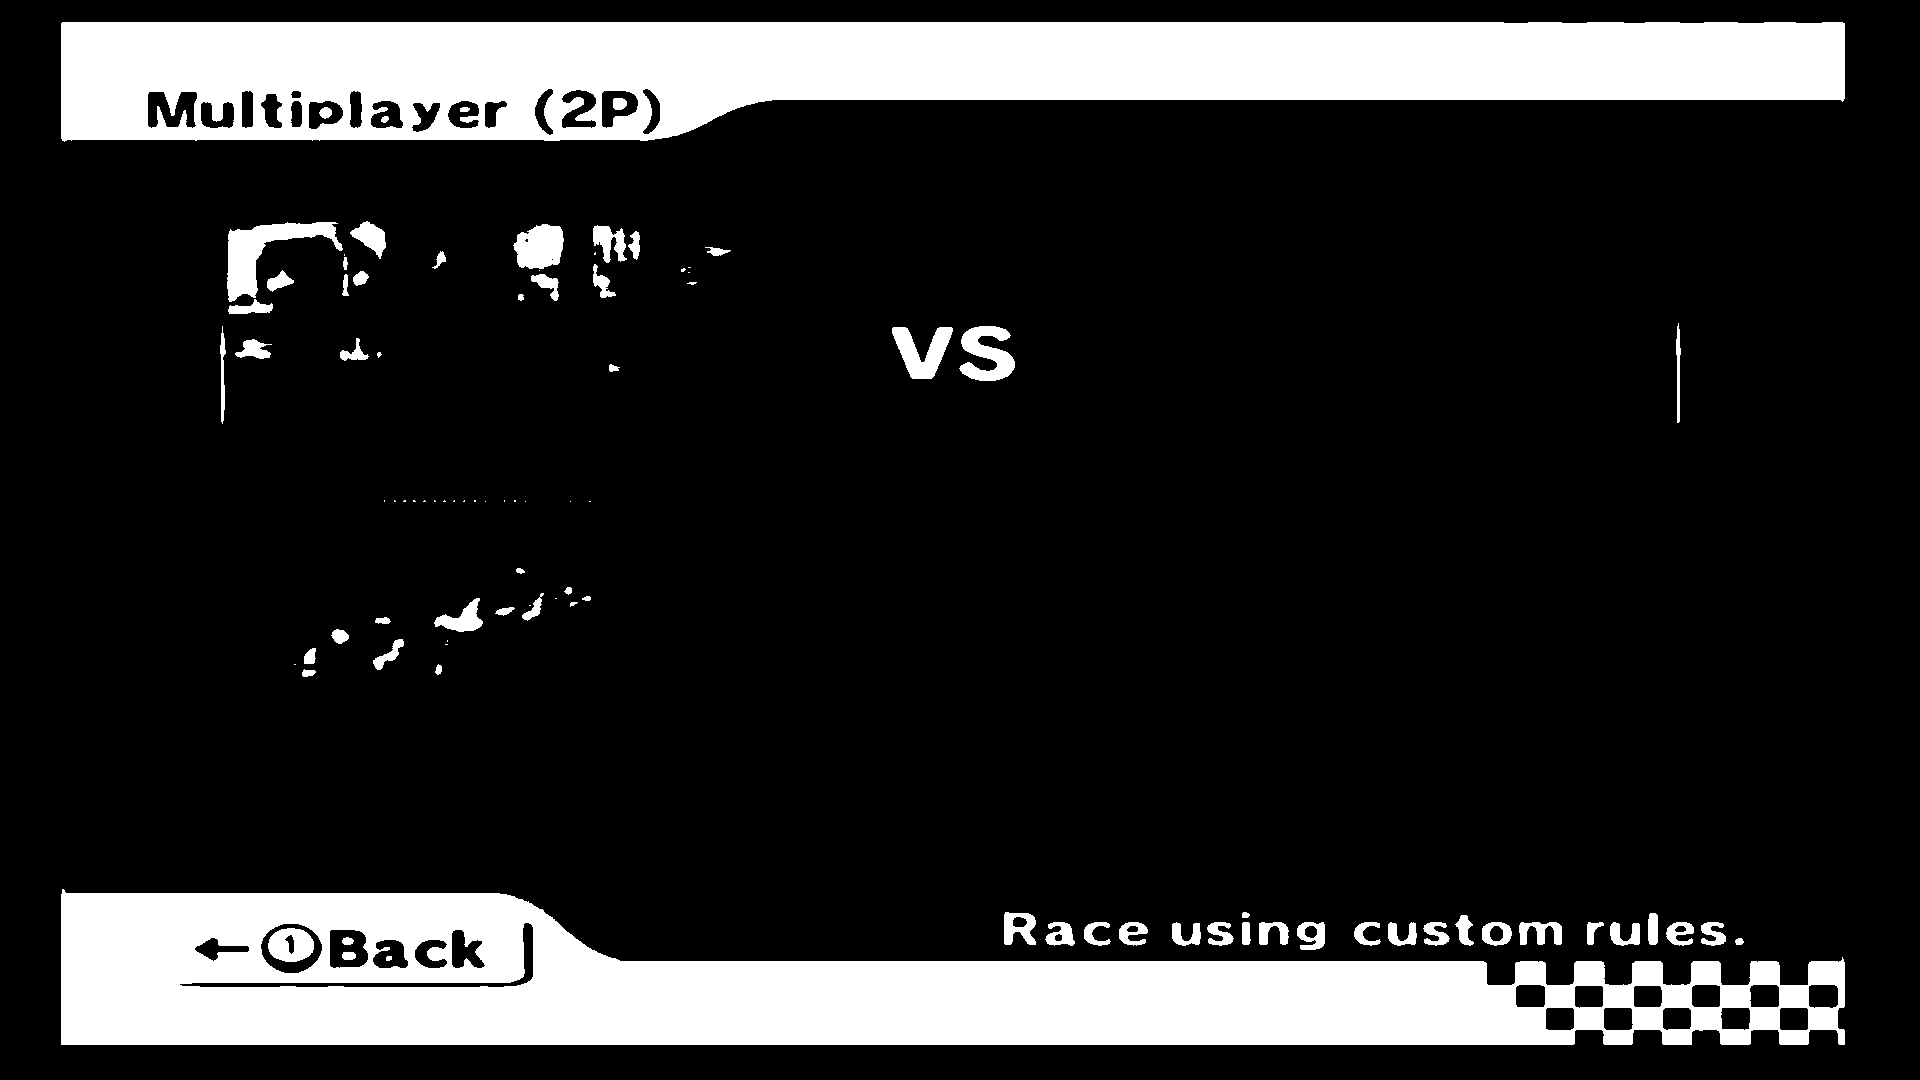 Multiplayer (2P)
VS
Race using custom rules.
←①Back